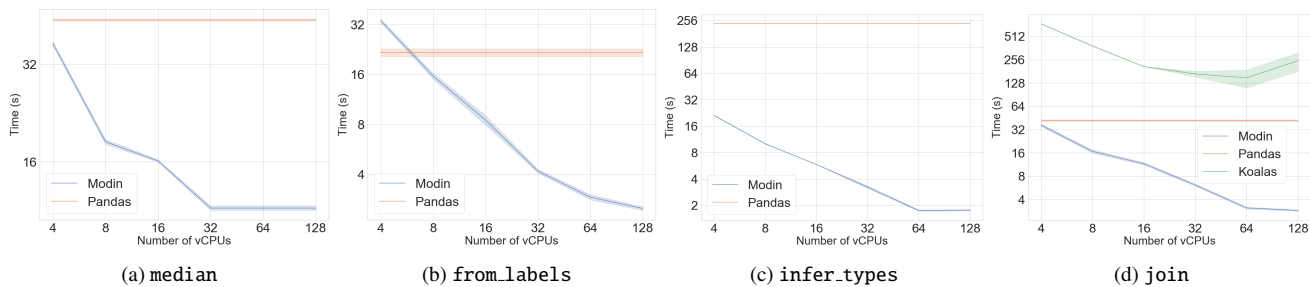 32
16
Time (s)
Modin
Pandas
4 8 16 32 64 128
Number of vCPUs
(a) median
32
16
8
4
Time (s)
Modin
Pandas
4 8 16 32 64 128
Number of vCPUs
(b) from_labels
256
128
64
32
16
8
4
2
Time (s)
Modin
Pandas
4 8 16 32 64 128
Number of vCPUs
(c) infer_types
512
256
128
64
32
16
8
4
Time (s)
Modin
Pandas
Koalas
4 8 16 32 64 128
Number of vCPUs
(d) join